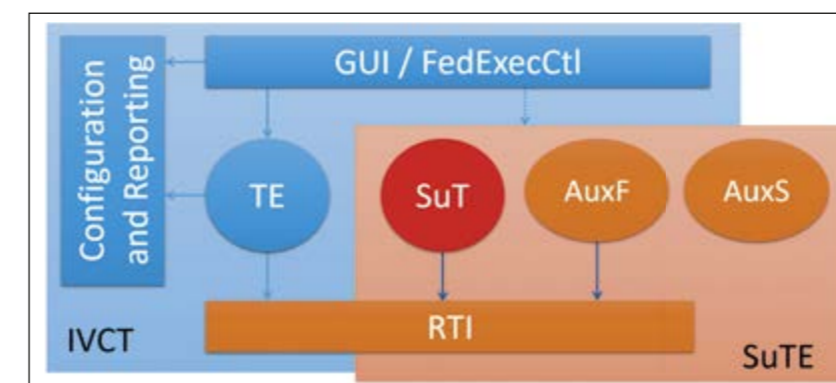 GUI / FedExecCtl
Configuration
and Reporting
TE
SuT
AuxF
AuxS
RTI
IVCT
SuTE